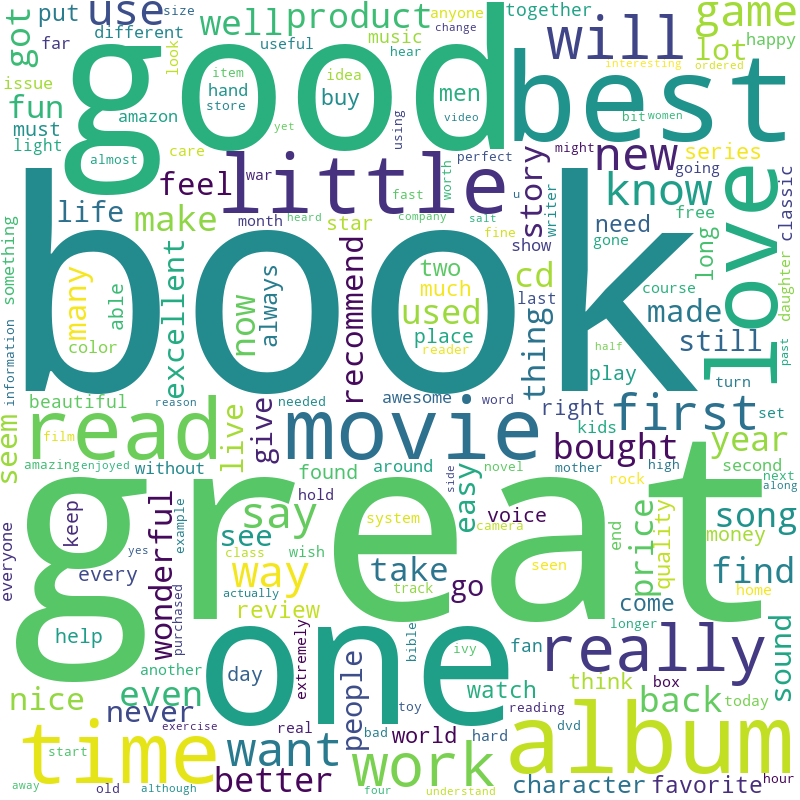 got
put
use
well
product
anyone
size
together
game
far
different
look
useful
music
hear
change
will
lot
happy
issue
item
store
hand
idea
buy
men
video
using
interesting
ordered
fun
amazon
good
best
must
light
almost
yet
care
perfect
bit
women
might
going
new
series
feel
war
little
worth
story
writer
know
classic
life
make
month
heard
star
fast
company
salt
u
fine
show
need
gone
free
long
love
daughter
something
information
many
able
color
excellent
now
always
recommend
book
two
much
used
place
reader
last
cd
thing
course
made
still
half
past
play
turn
beautiful
reason
needed
awesome
word
right
kids
first
set
read
film
live
give
movie
bought
year
seem
amazing
enjoyed
without
found
around
side
novel
easy
mother
high
second
next
along
hold
rock
everyone
keep
wonderful
example
say
system
camera
voice
end
price
quality
money
song
great
yes
see
class
wish
seen
find
every
way
take
go
home
actually
track
come
review
longer
help
purchased
extremely
one
bible
ivy
fan
really
sound
another
day
people
nice
even
toy
watch
think
box
back
today
never
exercise
real
bad
world
hard
reading
dvd
time
start
want
work
album
away
old
although
better
four
understand
character
favorite
hour